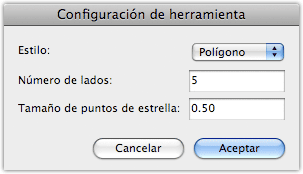 Configuración de herramienta
Estilo: Polígono
Número de lados: 5
Tamaño de puntos de estrella: 0.50
Cancelar Aceptar